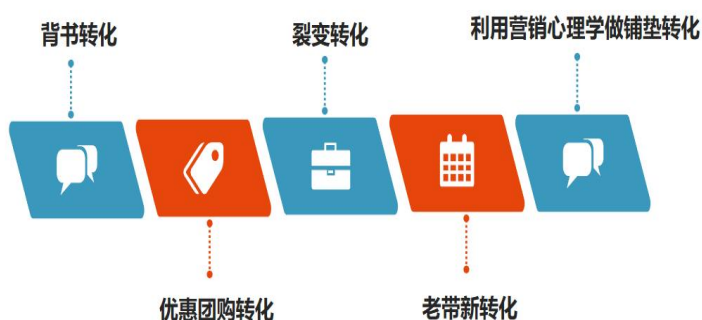 背书转化
裂变转化
利用营销心理学做铺垫转化
优惠团购转化
老带新转化